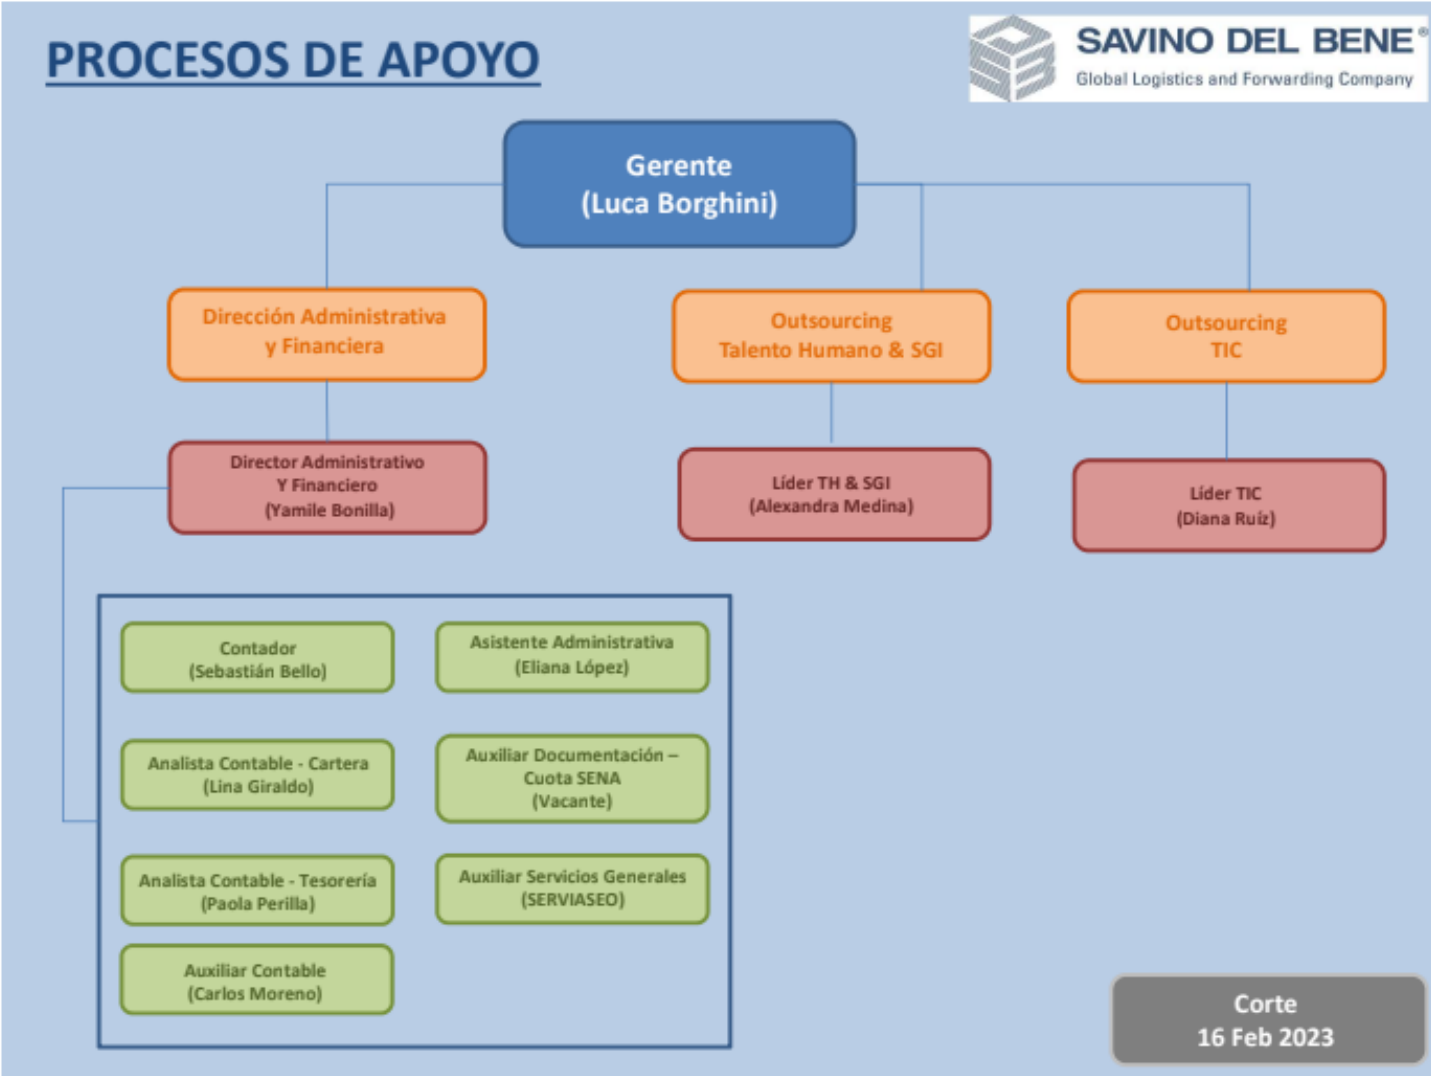 PROCESOS DE APOYO
SAVINO DEL BENE®
Global Logistics and Forwarding Company
Gerente
(Luca Borghini)
Dirección Administrativa
y Financiera
Outsourcing
Talento Humano & SGI
Outsourcing
TIC
Director Administrativo
Y Financiero
(Yamile Bonilla)
Líder TH & SGI
(Alexandra Medina)
Líder TIC
(Diana Ruíz)
Contador
(Sebastián Bello)
Asistente Administrativa
(Eliana López)
Analista Contable - Cartera
(Lina Giraldo)
Auxiliar Documentación –
Cuota SENA
(Vacante)
Analista Contable - Tesorería
(Paola Perilla)
Auxiliar Servicios Generales
(SERVIASEO)
Auxiliar Contable
(Carlos Moreno)
Corte
16 Feb 2023